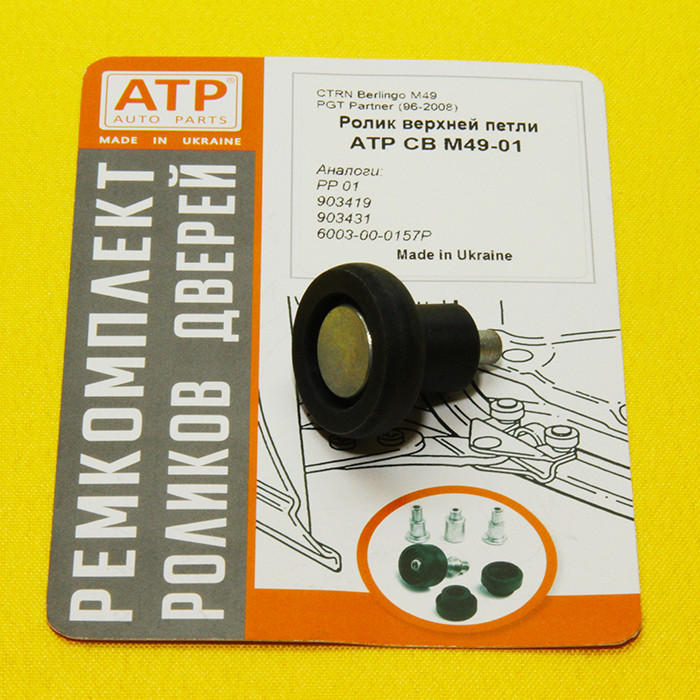 ATP®
AUTO PARTS
MADE IN UKRAINE
РЕМКОМПЛЕКТ
РОЛИКОВ ДВЕРЕЙ
CTRN Berlingo M49
PGT Partner (96-2008)
Ролик верхней петли
ATP CB M49-01
Аналоги:
PP 01
903419
903431
6003-00-0157P
Made in Ukraine